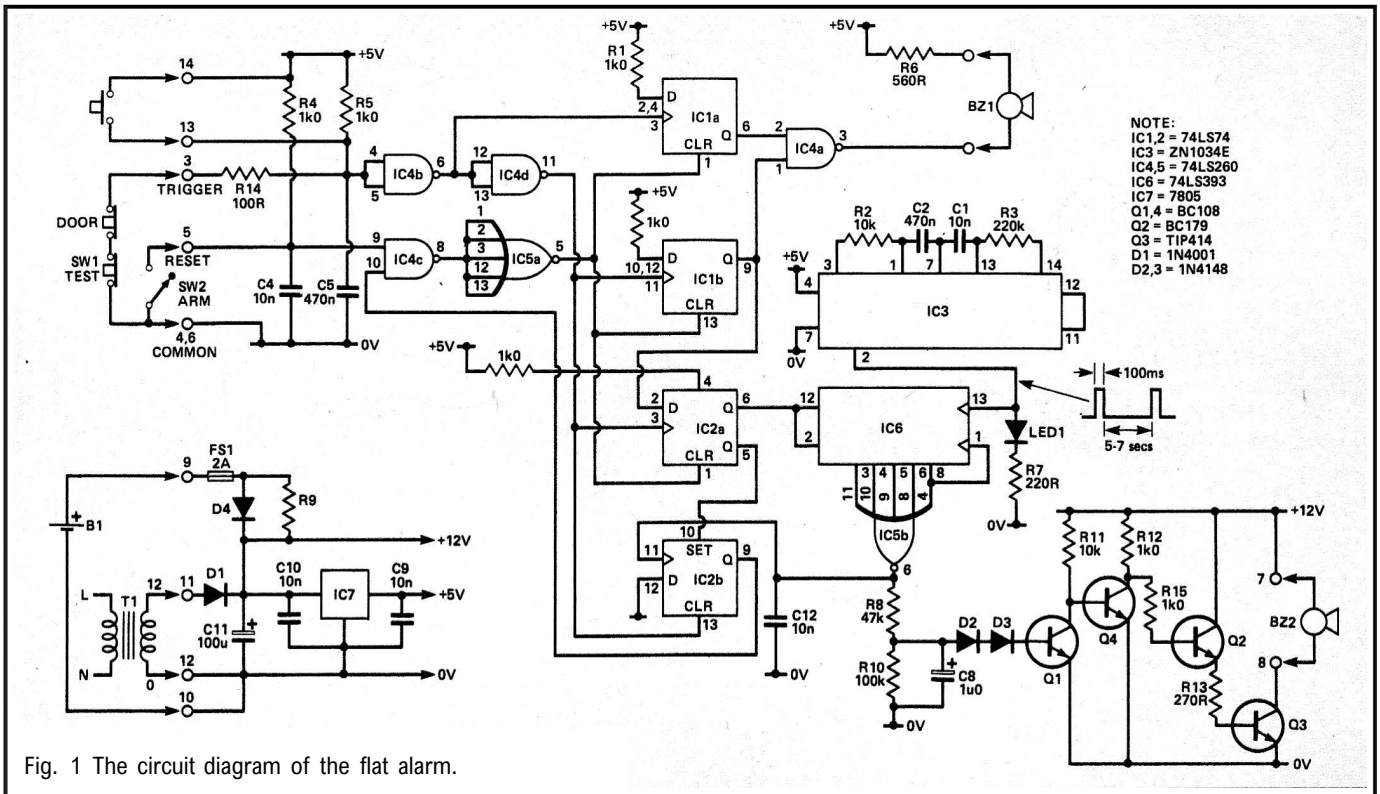 +5V
14
R4
1k0
R5
1k0
13
3
TRIGGER
R14
100R
DOOR
SW1
TEST
5
RESET
SW2
ARM
4,6
COMMON
C4
10n
C5
470n
0V
4
5
IC4b
6
12
13
IC4d
11
9
10
IC4c
8
1
2
3
12
13
IC5a
5
+5V
R1
1k0
D
2,4
3
IC1a
CLR
1
Q
6
2
1
IC4a
3
+5V
R6
560R
BZ1
+5V
1k0
D
10,12
11
IC1b
CLR
13
Q
9
+5V
1k0
4
2
D
3
IC2a
Q
6
Q
5
CLR
1
10
SET
11
D
12
IC2b
Q
9
CLR
13
R2
10k
C2
470n
C1
10n
R3
220k
3
1
7
13
14
+5V
4
7
0V
IC3
12
11
2
100ms
5-7 secs
12
2
IC6
13
1
11
3
10
4
9
5
8
6
4
8
IC5b
6
LED1
R7
220R
0V
C12
10n
0V
R8
47k
R10
100k
C8
1u0
+
0V
D2
D3
Q1
R11
10k
Q4
R12
1k0
R15
1k0
Q2
R13
270R
Q3
+12V
7
BZ2
8
0V
NOTE:
IC1,2 = 74LS74
IC3 = ZN1034E
IC4,5 = 74LS260
IC6 = 74LS393
IC7 = 7805
Q1,4 = BC108
Q2 = BC179
Q3 = TIP414
D1 = 1N4001
D2,3 = 1N4148
9
FS1
2A
D4
R9
B1
+
+12V
L
T1
N
12
0
11
D1
C10
10n
IC7
C9
10n
+5V
C11
100u
+
12
0V
10
Fig. 1 The circuit diagram of the flat alarm.